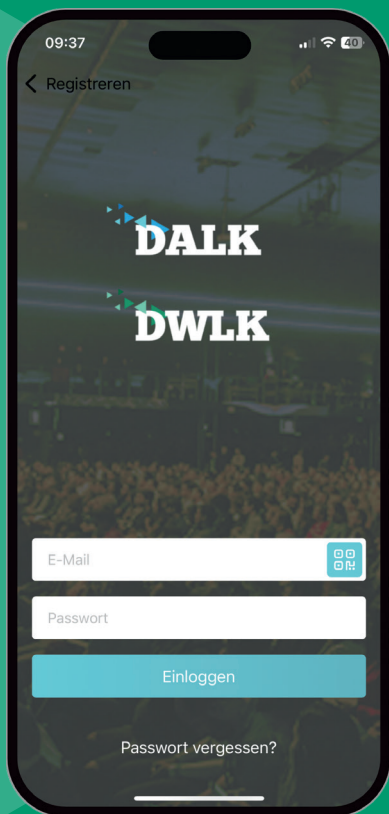 09:37
40
Registreren
DALK
DWLK
E-Mail
Passwort
Einloggen
Passwort vergessen?